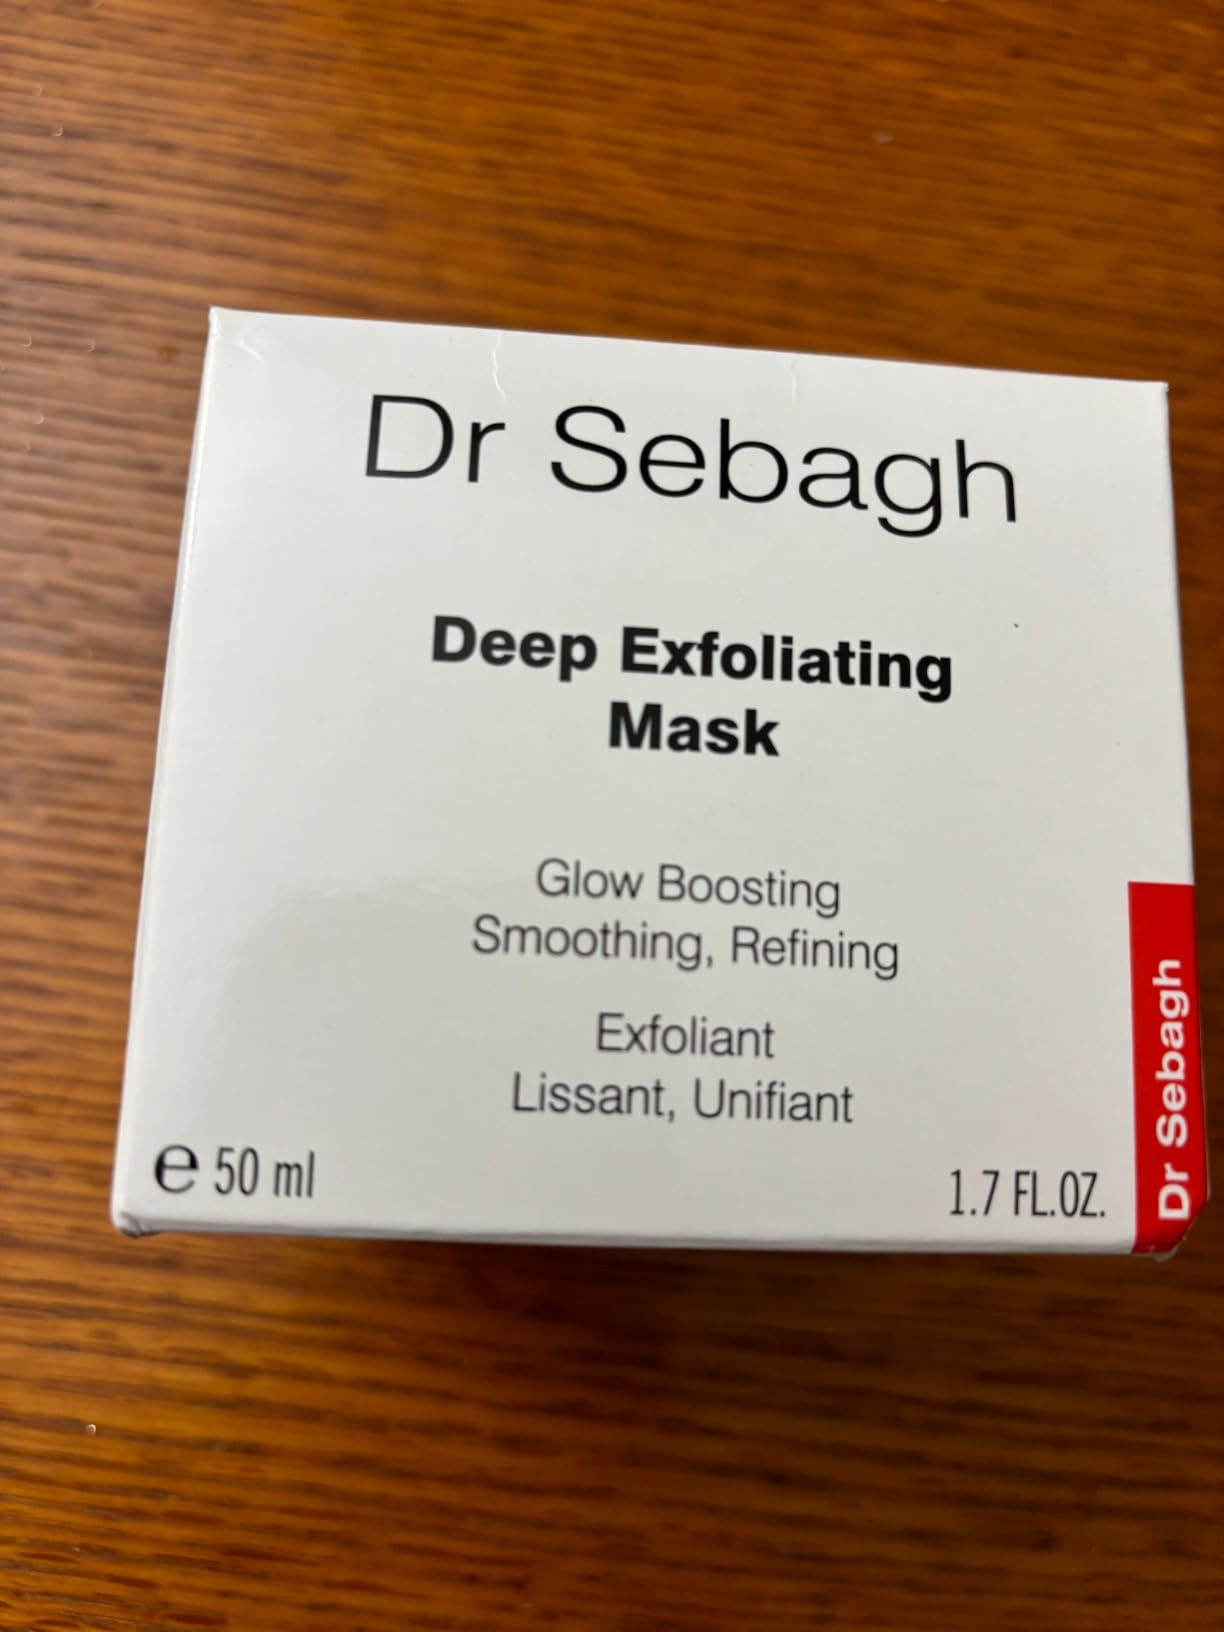 Dr Sebagh
Deep Exfoliating
Mask
Glow Boosting
Smoothing, Refining
Exfoliant
Lissant, Unifiant
℮ 50 ml
1.7 FL.OZ.
Dr Sebagh